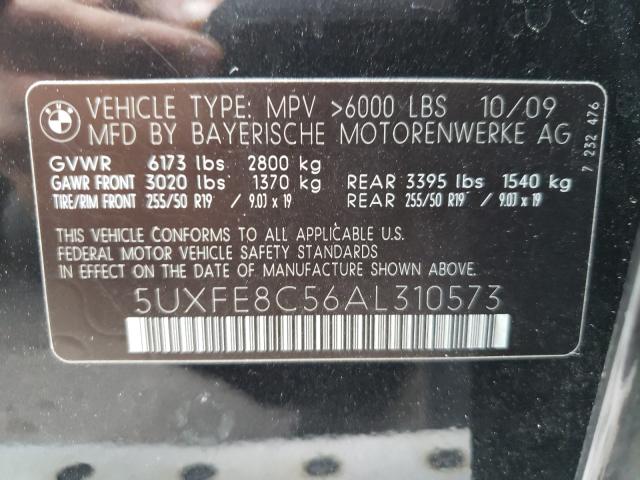 BMW VEHICLE TYPE: MPV >6000 LBS 10/09
MFD BY BAYERISCHE MOTORENWERKE AG
GVWR 6173 lbs 2800 kg
GAWR FRONT 3020 lbs 1370 kg REAR 3395 lbs 1540 kg
TIRE/RIM FRONT 255/50 R19 / 9.0J x 19 REAR 255/50 R19 / 9.0J x 19
THIS VEHICLE CONFORMS TO ALL APPLICABLE U.S.
FEDERAL MOTOR VEHICLE SAFETY STANDARDS
IN EFFECT ON THE DATE OF MANUFACTURE SHOWN ABOVE
5UXFE8C56AL310573
7 232 476